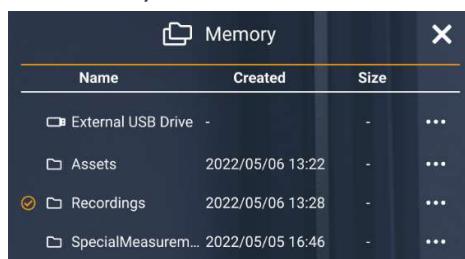 Memory
Name Created Size
External USB Drive - -
Assets 2022/05/06 13:22 -
Recordings 2022/05/06 13:28 -
SpecialMeasurem... 2022/05/05 16:46 -